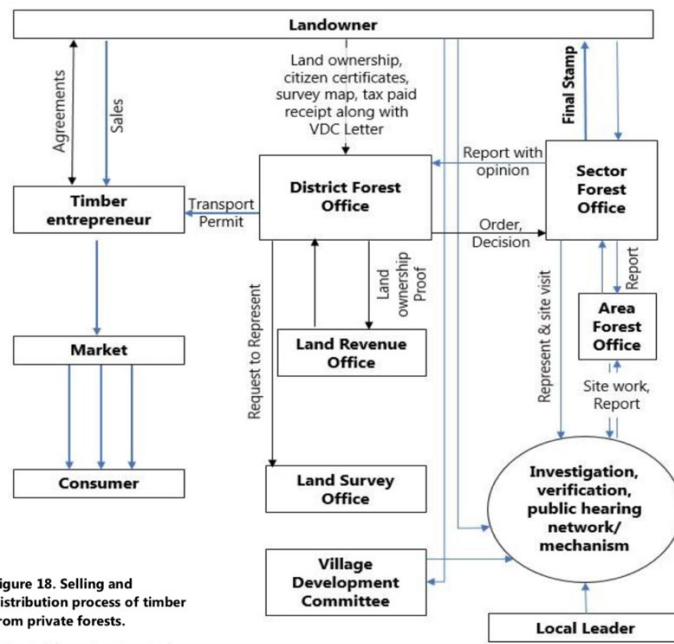 Landowner
Agreements
Sales
Land ownership,
citizen certificates,
survey map, tax paid
receipt along with
VDC Letter
Final Stamp
Report with
opinion
Sector
Forest
Office
District Forest
Office
Timber
entrepreneur
Transport
Permit
Order,
Decision
Land
ownership
Proof
Report
Area
Forest
Office
Request to Represent
Represent & site visit
Land Revenue
Office
Market
Site work,
Report
Consumer
Land Survey
Office
Investigation,
verification,
public hearing
network/
mechanism
Village
Development
Committee
igure 18. Selling and
istribution process of timber
rom private forests.
Local Leader